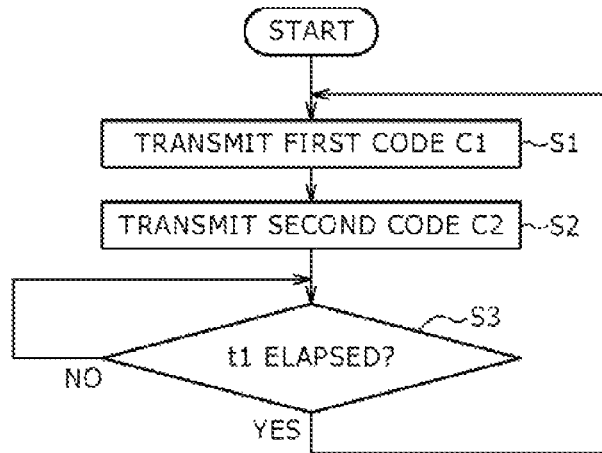 START
TRANSMIT FIRST CODE C1
S1
TRANSMIT SECOND CODE C2
S2
S3
t1 ELAPSED?
NO
YES